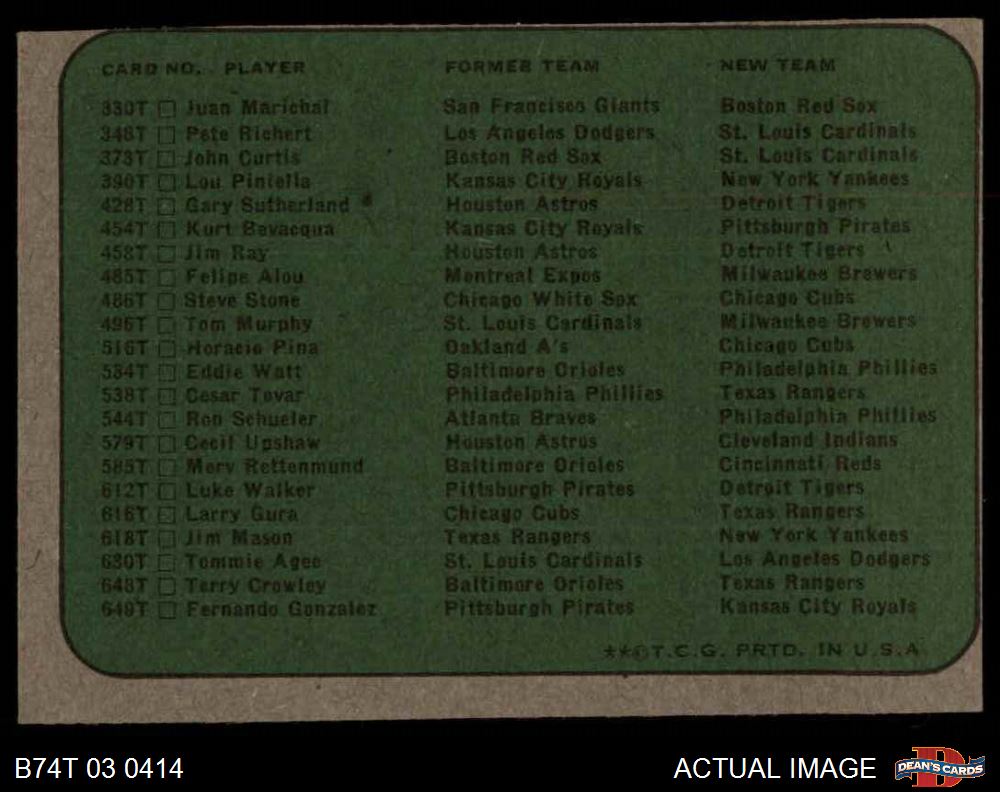 CARD NO. PLAYER FORMER TEAM NEW TEAM
330T Juan Marichal San Francisco Giants Boston Red Sox
348T Pete Richert Los Angeles Dodgers St. Louis Cardinals
373T John Curtis Boston Red Sox St. Louis Cardinals
390T Lou Piniella Kansas City Royals New York Yankees
428T Gary Sutherland Houston Astros Detroit Tigers
454T Kurt Bevacqua Kansas City Royals Pittsburgh Pirates
458T Jim Ray Houston Astros Detroit Tigers
485T Felipe Alou Montreal Expos Milwaukee Brewers
486T Steve Stone Chicago White Sox Chicago Cubs
496T Tom Murphy St. Louis Cardinals Milwaukee Brewers
516T Horacio Pina Oakland A's Chicago Cubs
534T Eddie Watt Baltimore Orioles Philadelphia Phillies
538T Cesar Tovar Philadelphia Phillies Texas Rangers
544T Ron Schueler Atlanta Braves Philadelphia Phillies
579T Cecil Upshaw Houston Astros Cleveland Indians
585T Merv Rettenmund Baltimore Orioles Cincinnati Reds
612T Luke Walker Pittsburgh Pirates Detroit Tigers
616T Larry Gura Chicago Cubs Texas Rangers
618T Jim Mason Texas Rangers New York Yankees
630T Tommie Agee St. Louis Cardinals Los Angeles Dodgers
648T Terry Crowley Baltimore Orioles Texas Rangers
649T Fernando Gonzalez Pittsburgh Pirates Kansas City Royals
**©T.C.G. PRTD. IN U.S.A.
B74T 03 0414 ACTUAL IMAGE DEAN'S CARDS